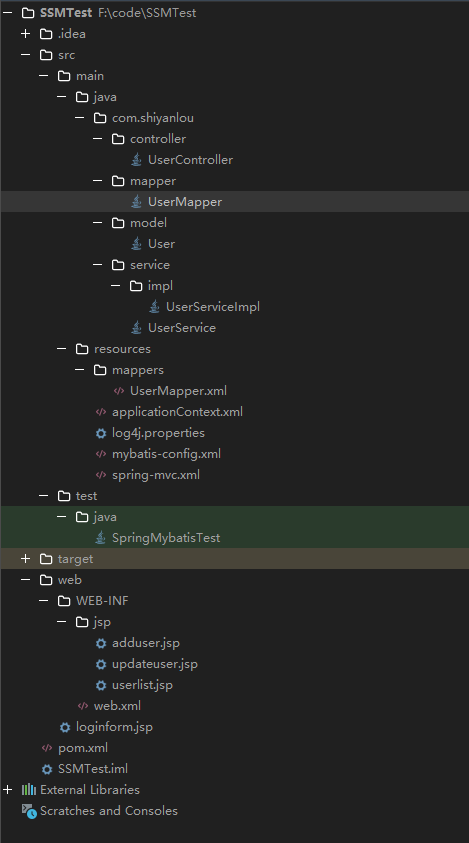 SSMTest F:\code\SSMTest
.idea
src
main
java
com.shiyanlou
controller
UserController
mapper
UserMapper
model
User
service
impl
UserServiceImpl
UserService
resources
mappers
UserMapper.xml
applicationContext.xml
log4j.properties
mybatis-config.xml
spring-mvc.xml
test
java
SpringMybatisTest
target
web
WEB-INF
jsp
adduser.jsp
updateuser.jsp
userlist.jsp
web.xml
loginform.jsp
pom.xml
SSMTest.iml
External Libraries
Scratches and Consoles